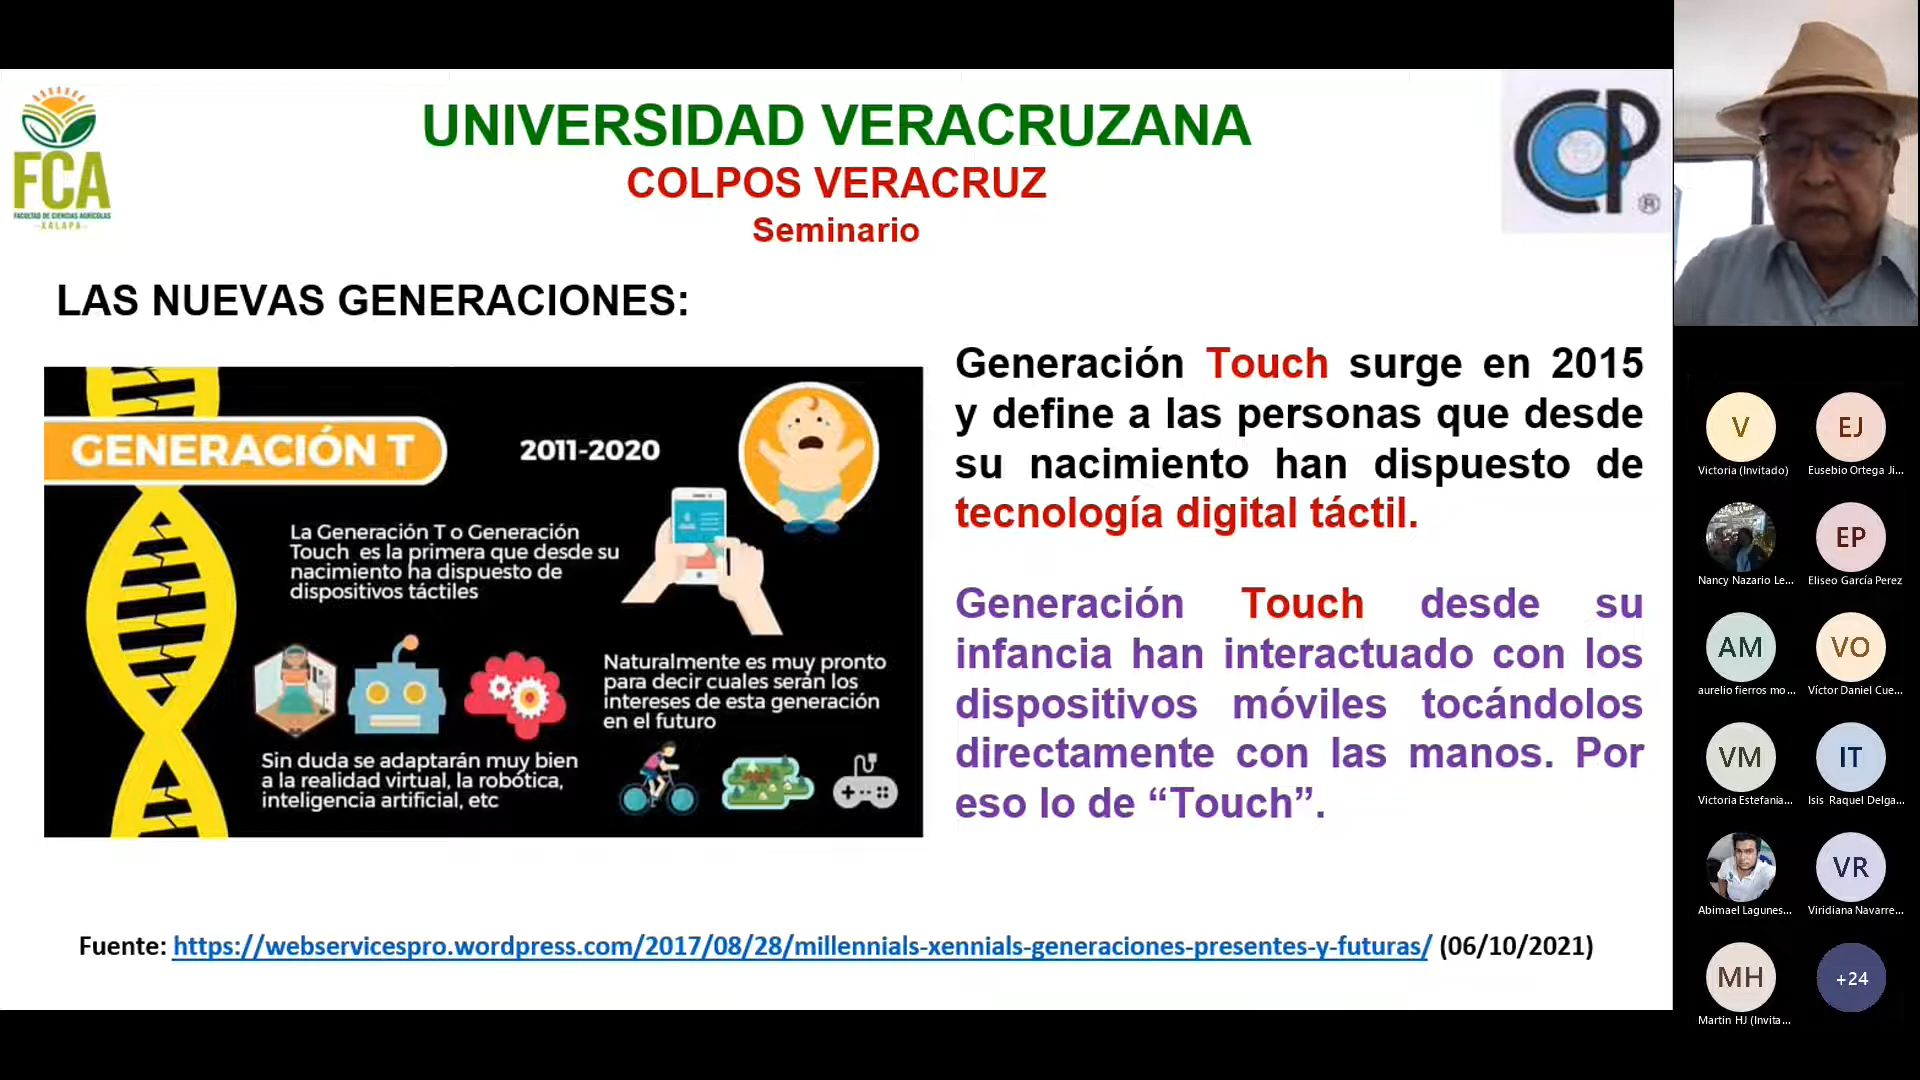 FCA
FACULTAD DE CIENCIAS AGRÍCOLAS
-XALAPA-
UNIVERSIDAD VERACRUZANA
COLPOS VERACRUZ
Seminario
CP
®
LAS NUEVAS GENERACIONES:
GENERACIÓN T
2011-2020
La Generación T o Generación
Touch es la primera que desde su
nacimiento ha dispuesto de
dispositivos táctiles
Naturalmente es muy pronto
para decir cuales serán los
intereses de esta generación
en el futuro
Sin duda se adaptarán muy bien
a la realidad virtual, la robótica,
inteligencia artificial, etc
Generación Touch surge en 2015
y define a las personas que desde
su nacimiento han dispuesto de
tecnología digital táctil.
Generación Touch desde su
infancia han interactuado con los
dispositivos móviles tocándolos
directamente con las manos. Por
eso lo de “Touch”.
Fuente: https://webservicespro.wordpress.com/2017/08/28/millennials-xennials-generaciones-presentes-y-futuras/ (06/10/2021)
V
Victoria (Invitado)
EJ
Eusebio Ortega Ji...
Nancy Nazario Le...
EP
Eliseo García Perez
AM
aurelio fierros mo...
VO
Víctor Daniel Cue...
VM
Victoria Estefania...
IT
Isis Raquel Delga...
Abimael Lagunes...
VR
Viridiana Navarre...
MH
Martin HJ (Invita...
+24